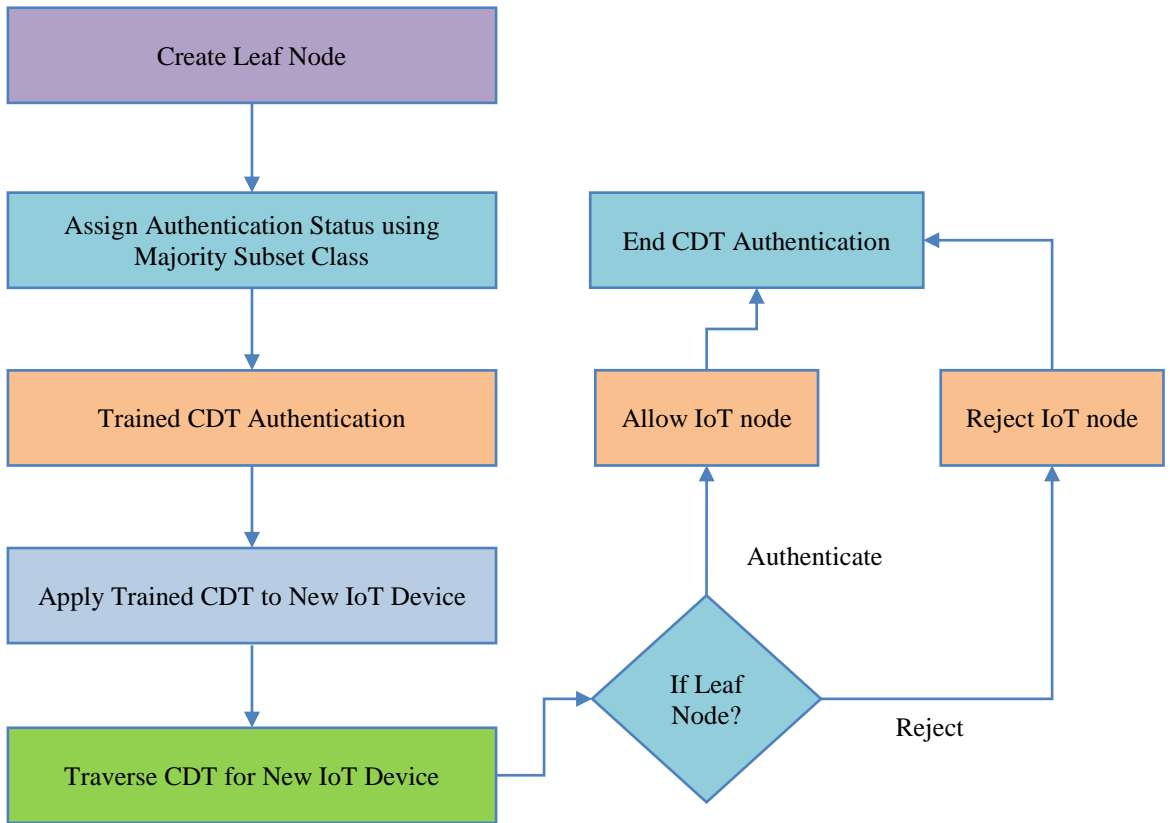 Create Leaf Node
Assign Authentication Status using
Majority Subset Class
Trained CDT Authentication
Apply Trained CDT to New IoT Device
Traverse CDT for New IoT Device
If Leaf
Node?
Authenticate
Reject
Allow IoT node
Reject IoT node
End CDT Authentication